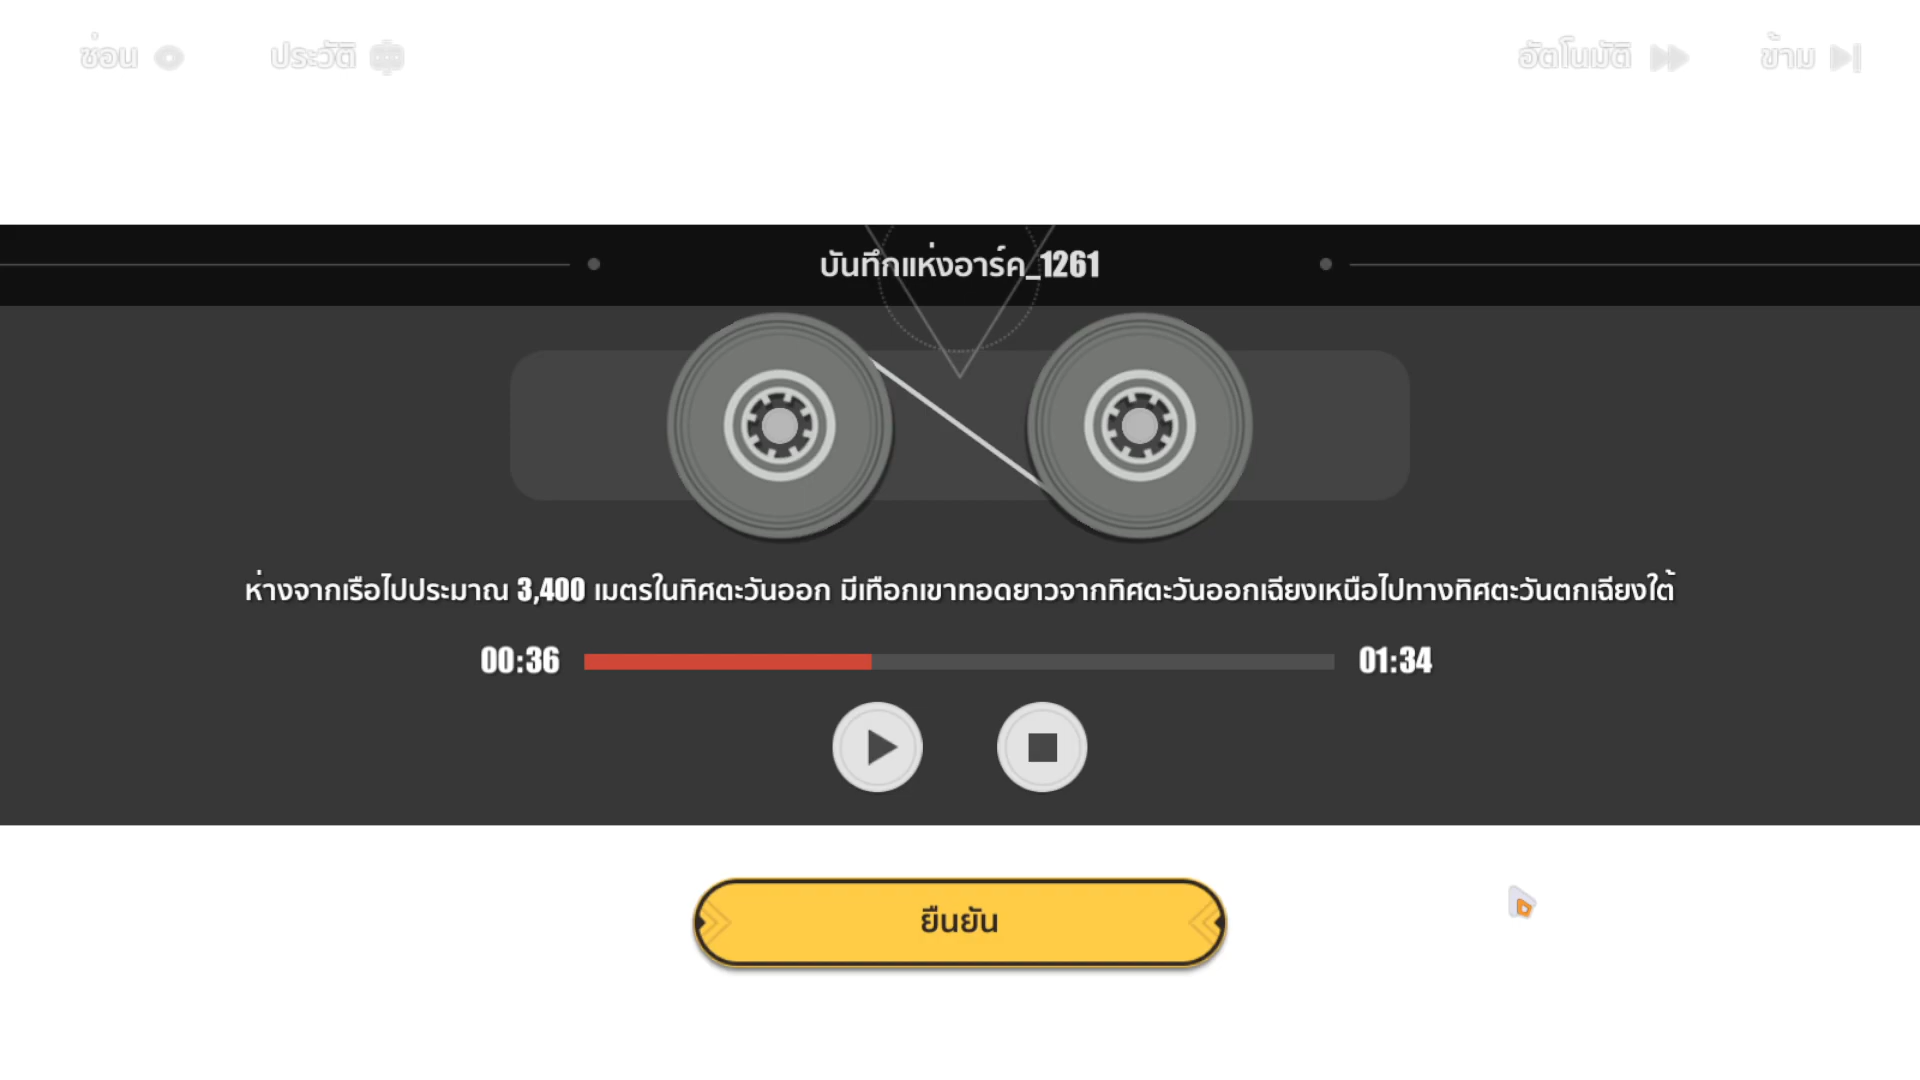 ซ่อน
ประวัติ
อัตโนมัติ
ข้าม
บันทึกแห่งอาร์ค_1261
ห่างจากเรือไปประมาณ 3,400 เมตรในทิศตะวันออก มีเทือกเขาทอดยาวจากทิศตะวันออกเฉียงเหนือไปทางทิศตะวันตกเฉียงใต้
00:36
01:34
ยืนยัน